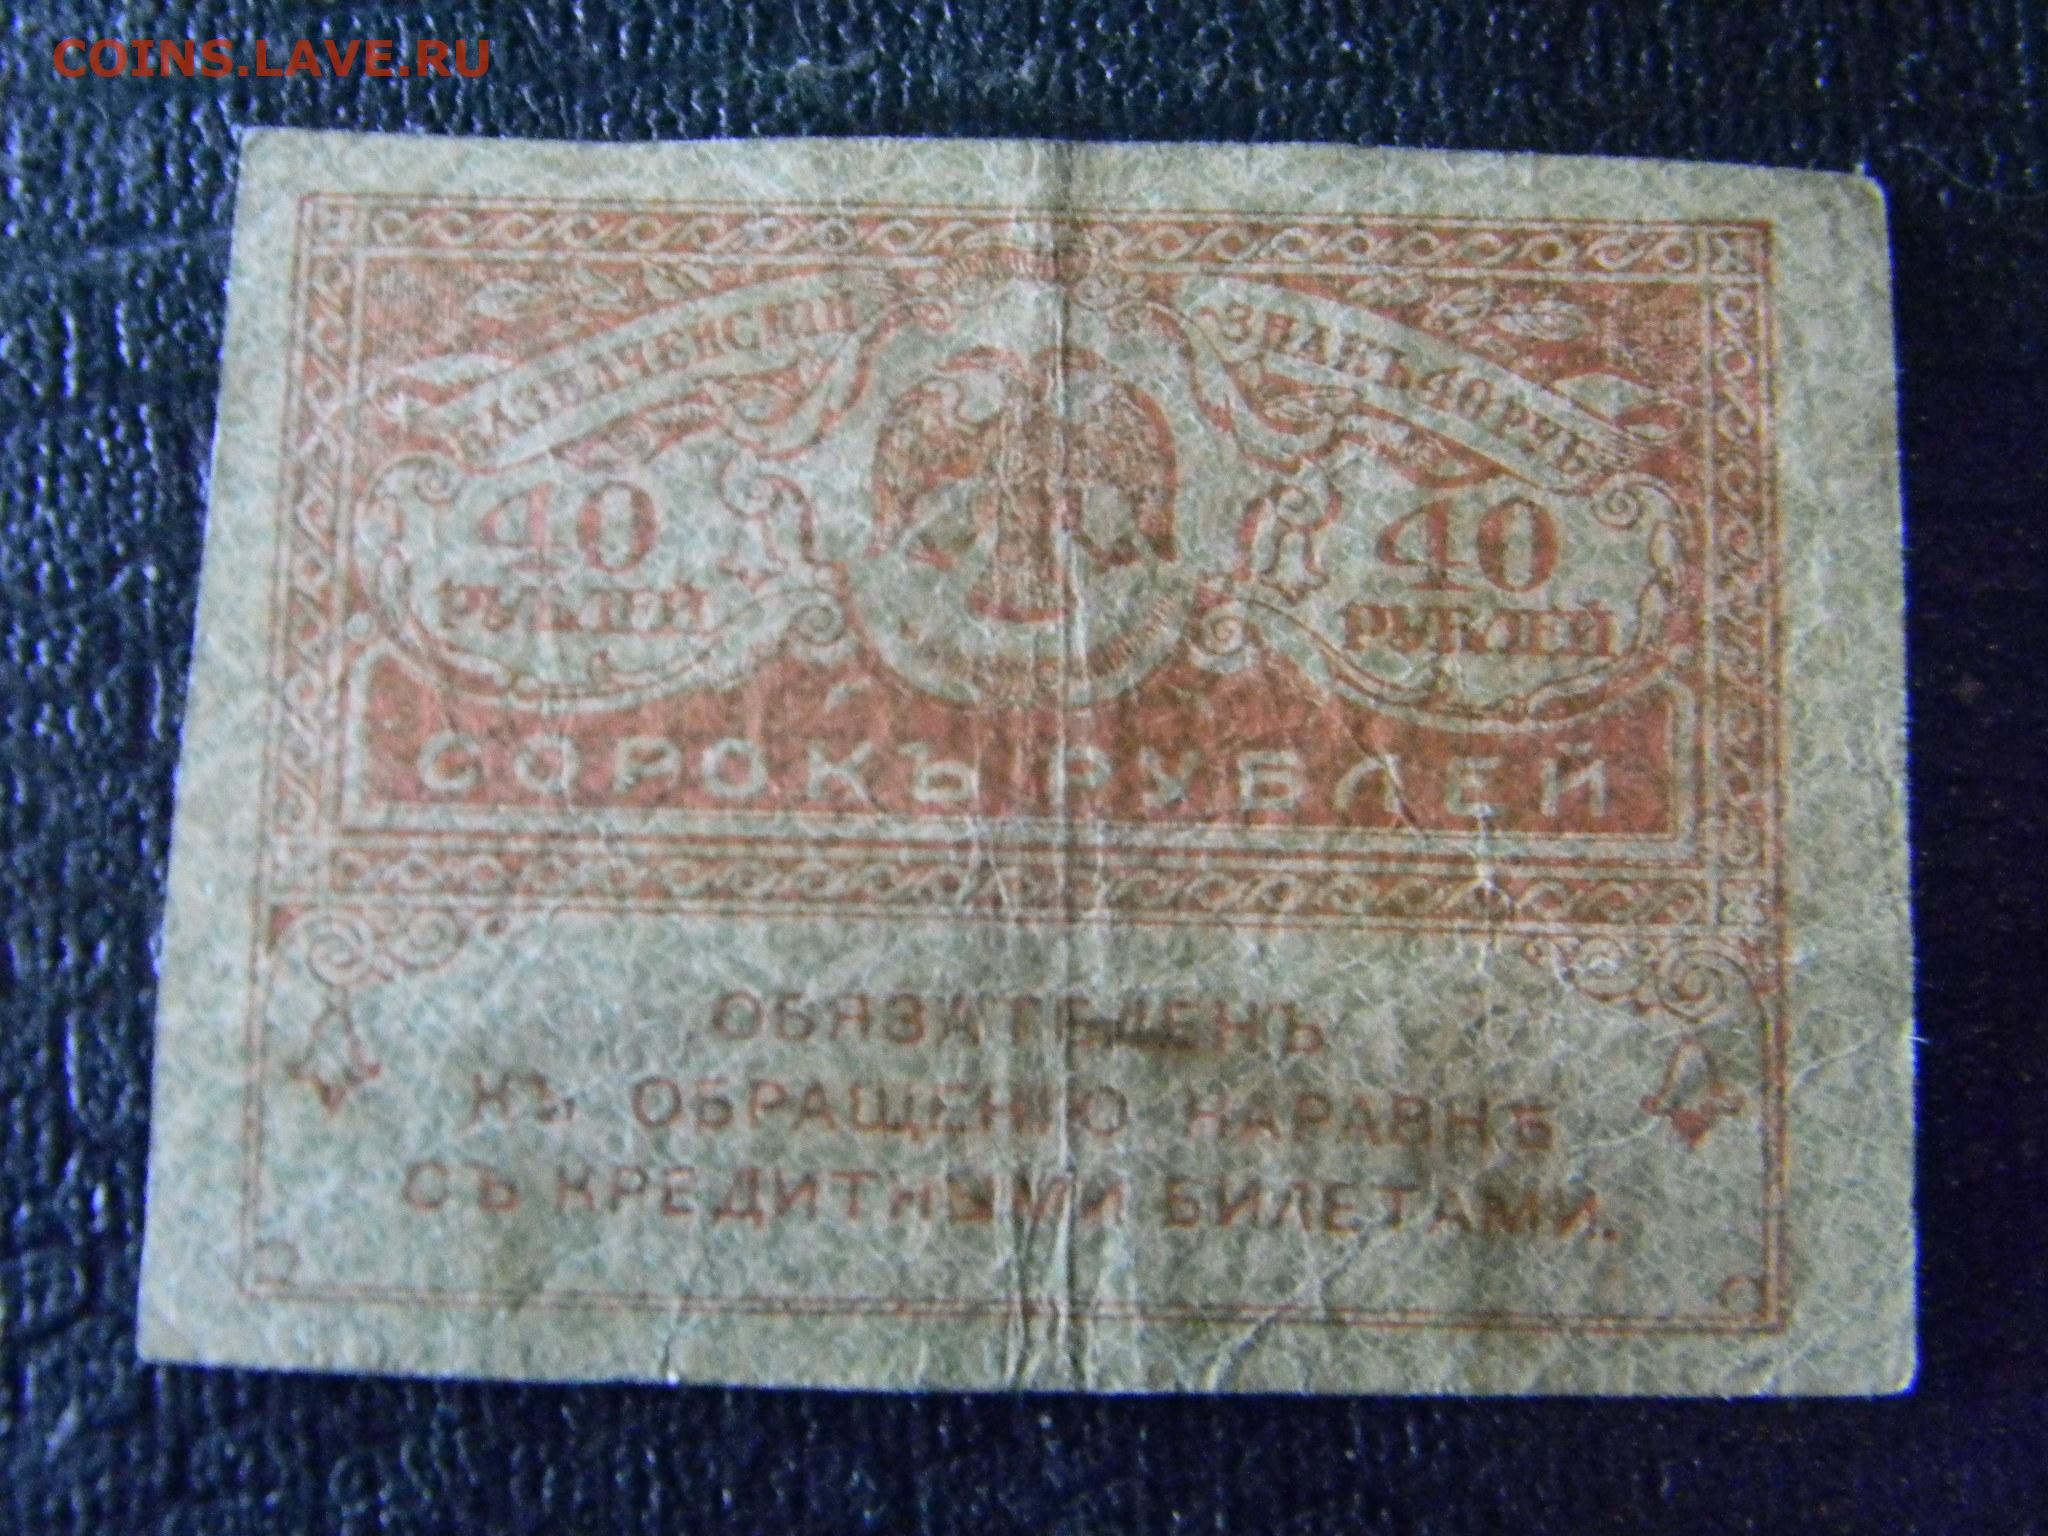 COINS.LAVE.RU
КАЗНАЧЕЙСКІЙ ЗНАКЪ 40 РУБЪ
40 РУБЛЕЙ
40 РУБЛЕЙ
СОРОКЪ РУБЛЕЙ
ОБЯЗАТЕЛЕНЪ
КЪ ОБРАЩЕНІЮ НАРАВНѢ
СЪ КРЕДИТНЫМИ БИЛЕТАМИ.